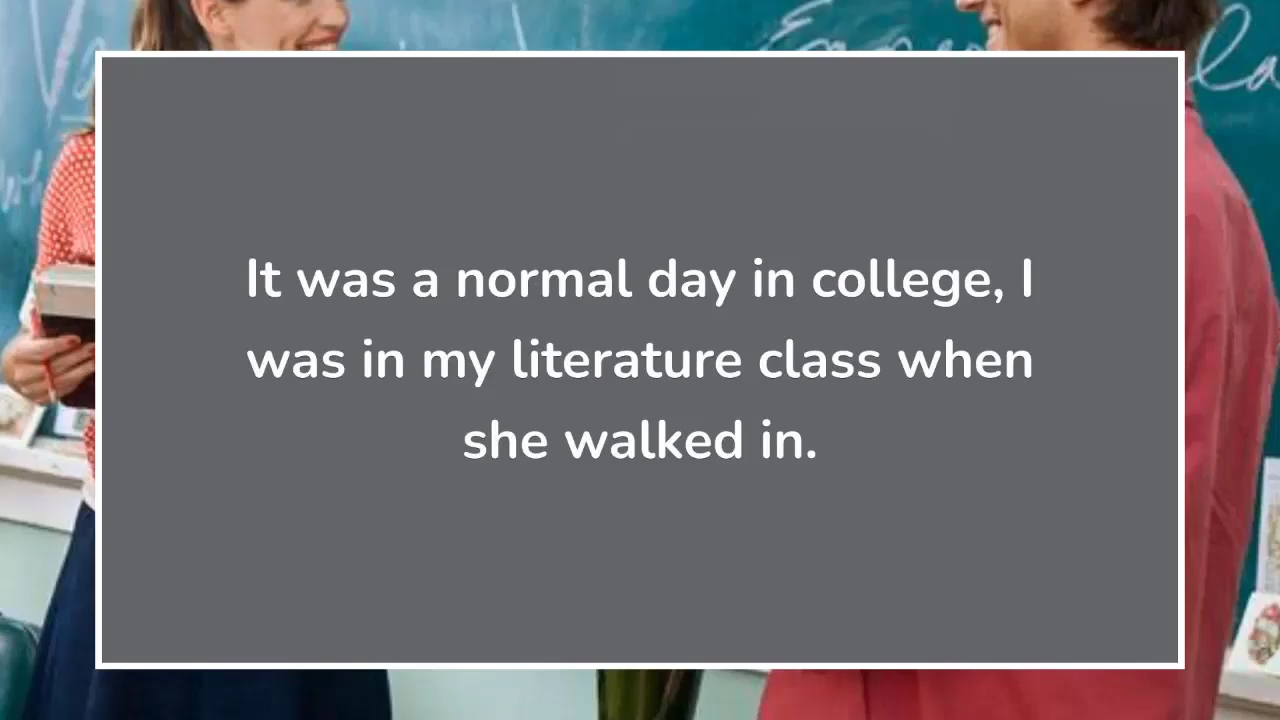 It was a normal day in college, I
was in my literature class when
she walked in.